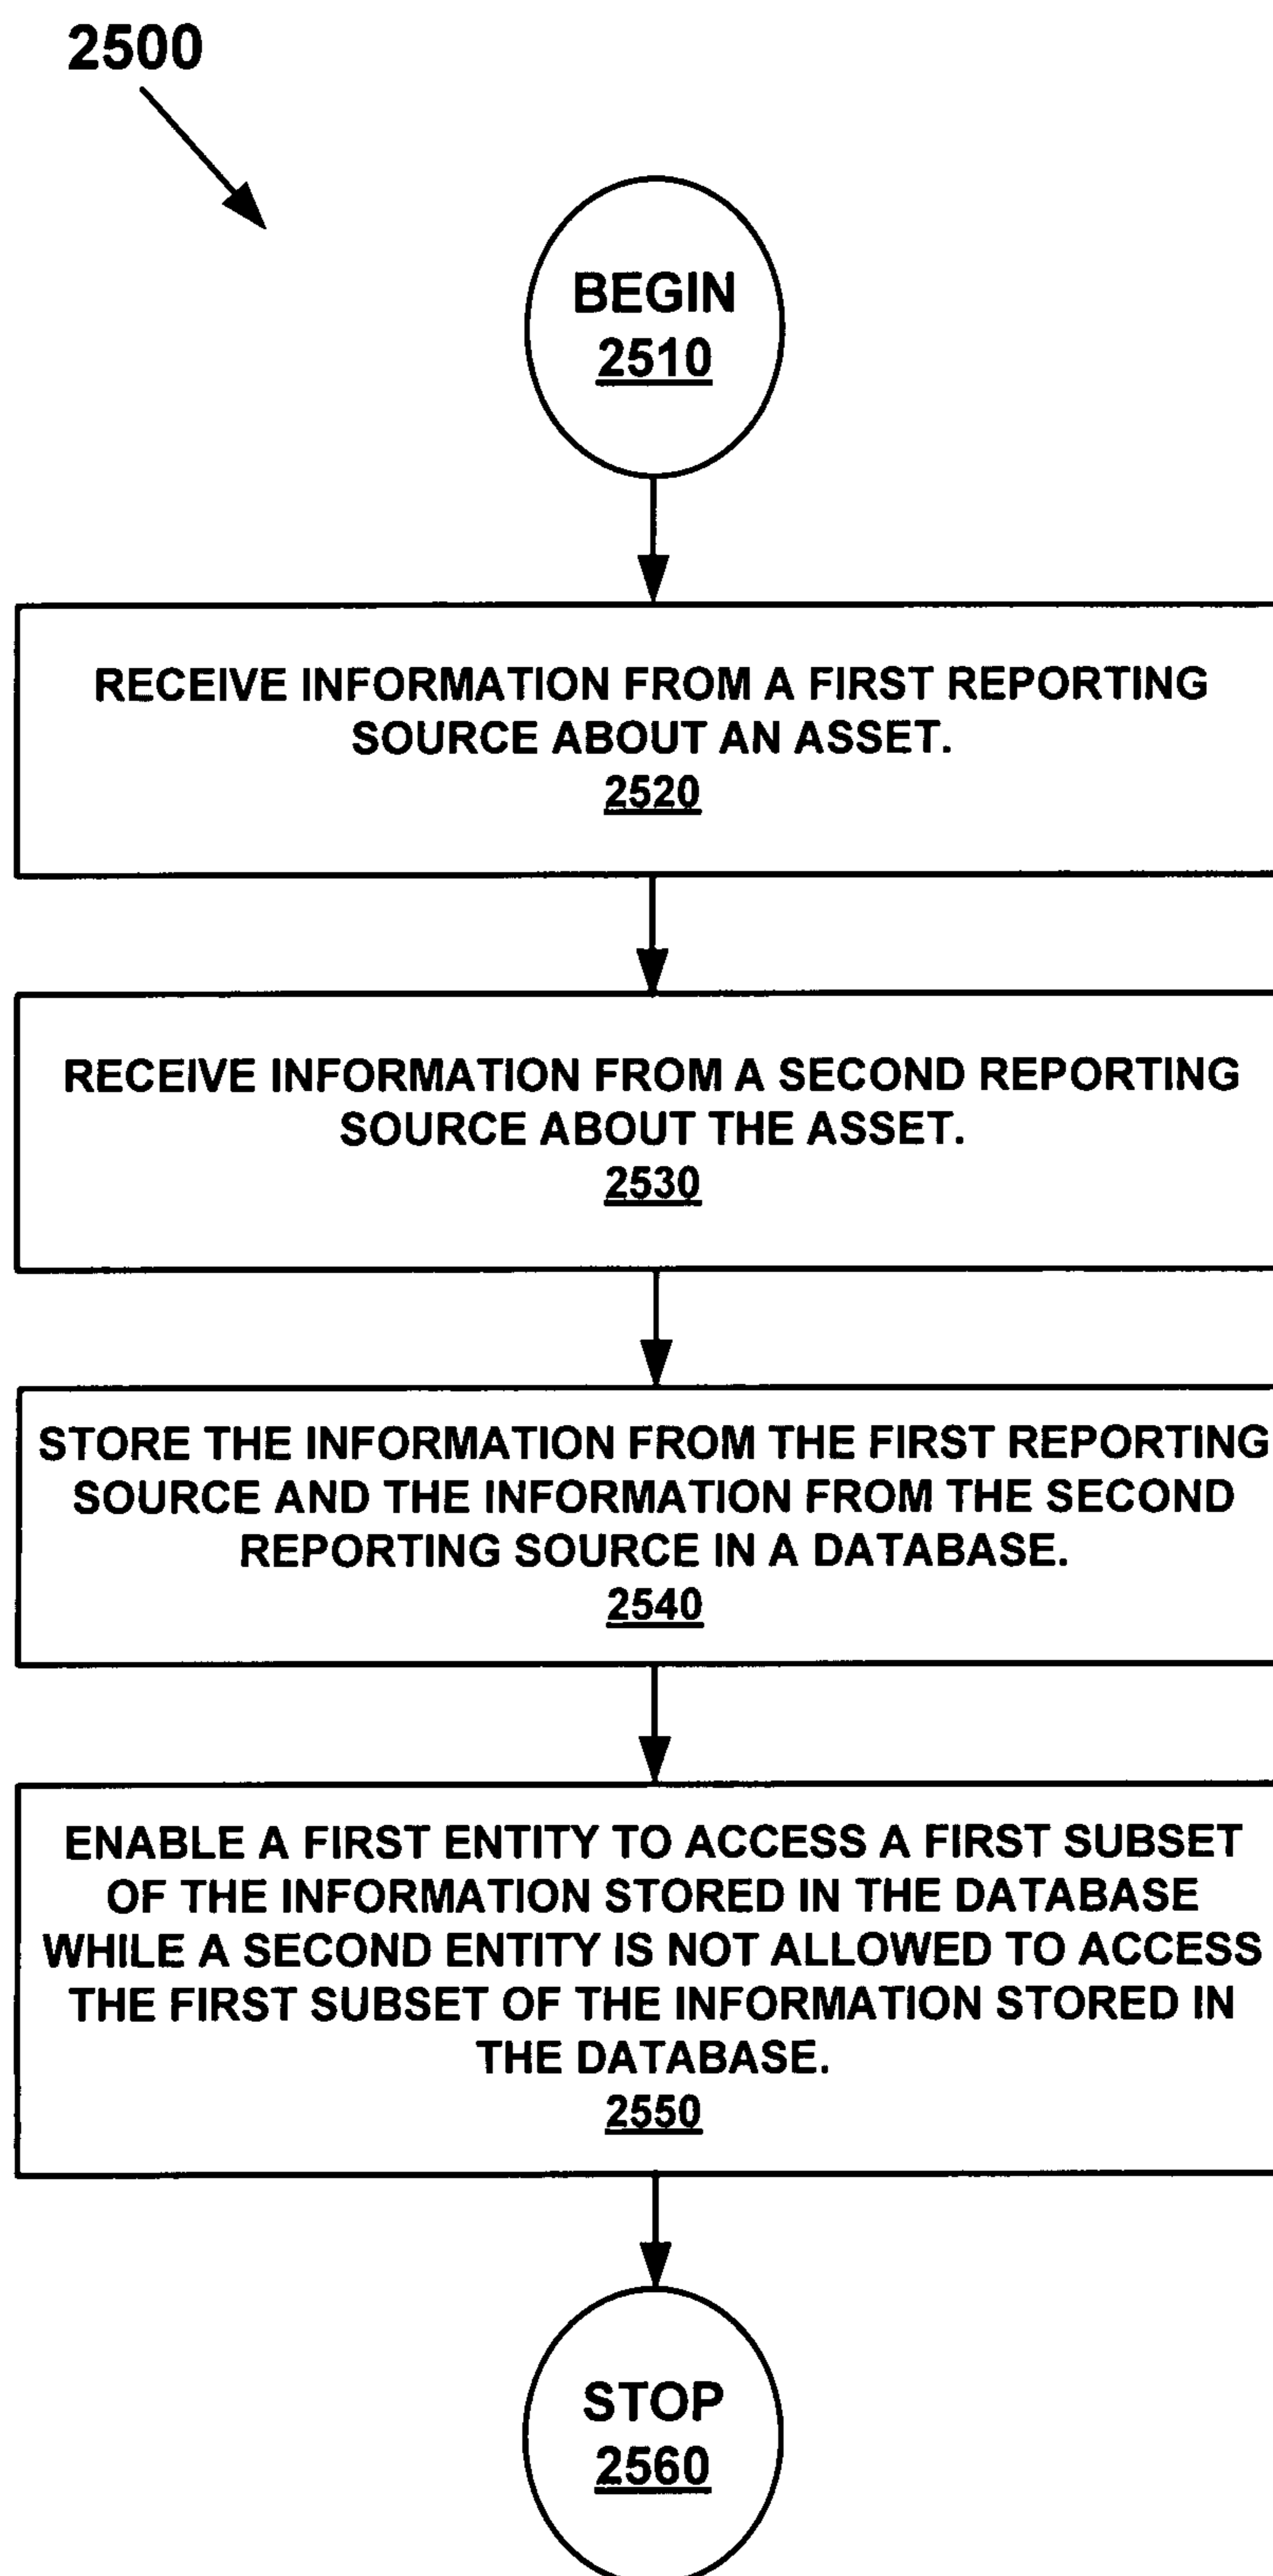 2500
BEGIN
2510
RECEIVE INFORMATION FROM A FIRST REPORTING
SOURCE ABOUT AN ASSET.
2520
RECEIVE INFORMATION FROM A SECOND REPORTING
SOURCE ABOUT THE ASSET.
2530
STORE THE INFORMATION FROM THE FIRST REPORTING
SOURCE AND THE INFORMATION FROM THE SECOND
REPORTING SOURCE IN A DATABASE.
2540
ENABLE A FIRST ENTITY TO ACCESS A FIRST SUBSET
OF THE INFORMATION STORED IN THE DATABASE
WHILE A SECOND ENTITY IS NOT ALLOWED TO ACCESS
THE FIRST SUBSET OF THE INFORMATION STORED IN
THE DATABASE.
2550
STOP
2560